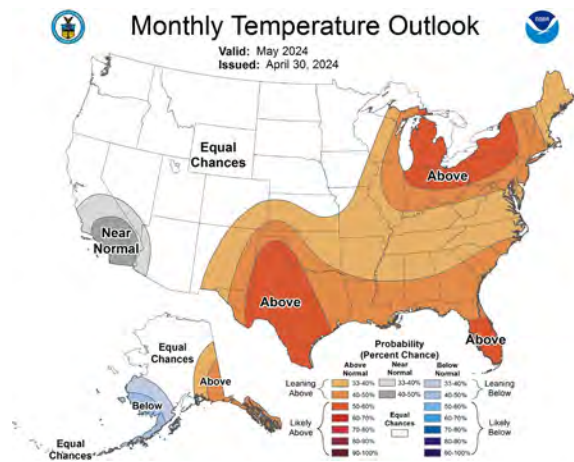 Monthly Temperature Outlook
Valid: May 2024
Issued: April 30, 2024
Equal
Chances
Above
Near
Normal
Above
Above
Equal
Chances
Above
Below
Equal
Chances
Probability
(Percent Chance)
Above
Normal
Near
Normal
Below
Normal
Leaning
Above
33-40%
40-50%
33-40%
40-50%
33-40%
40-50%
Leaning
Below
Likely
Above
50-60%
60-70%
70-80%
80-90%
90-100%
Equal
Chances
50-60%
60-70%
70-80%
80-90%
90-100%
Likely
Below